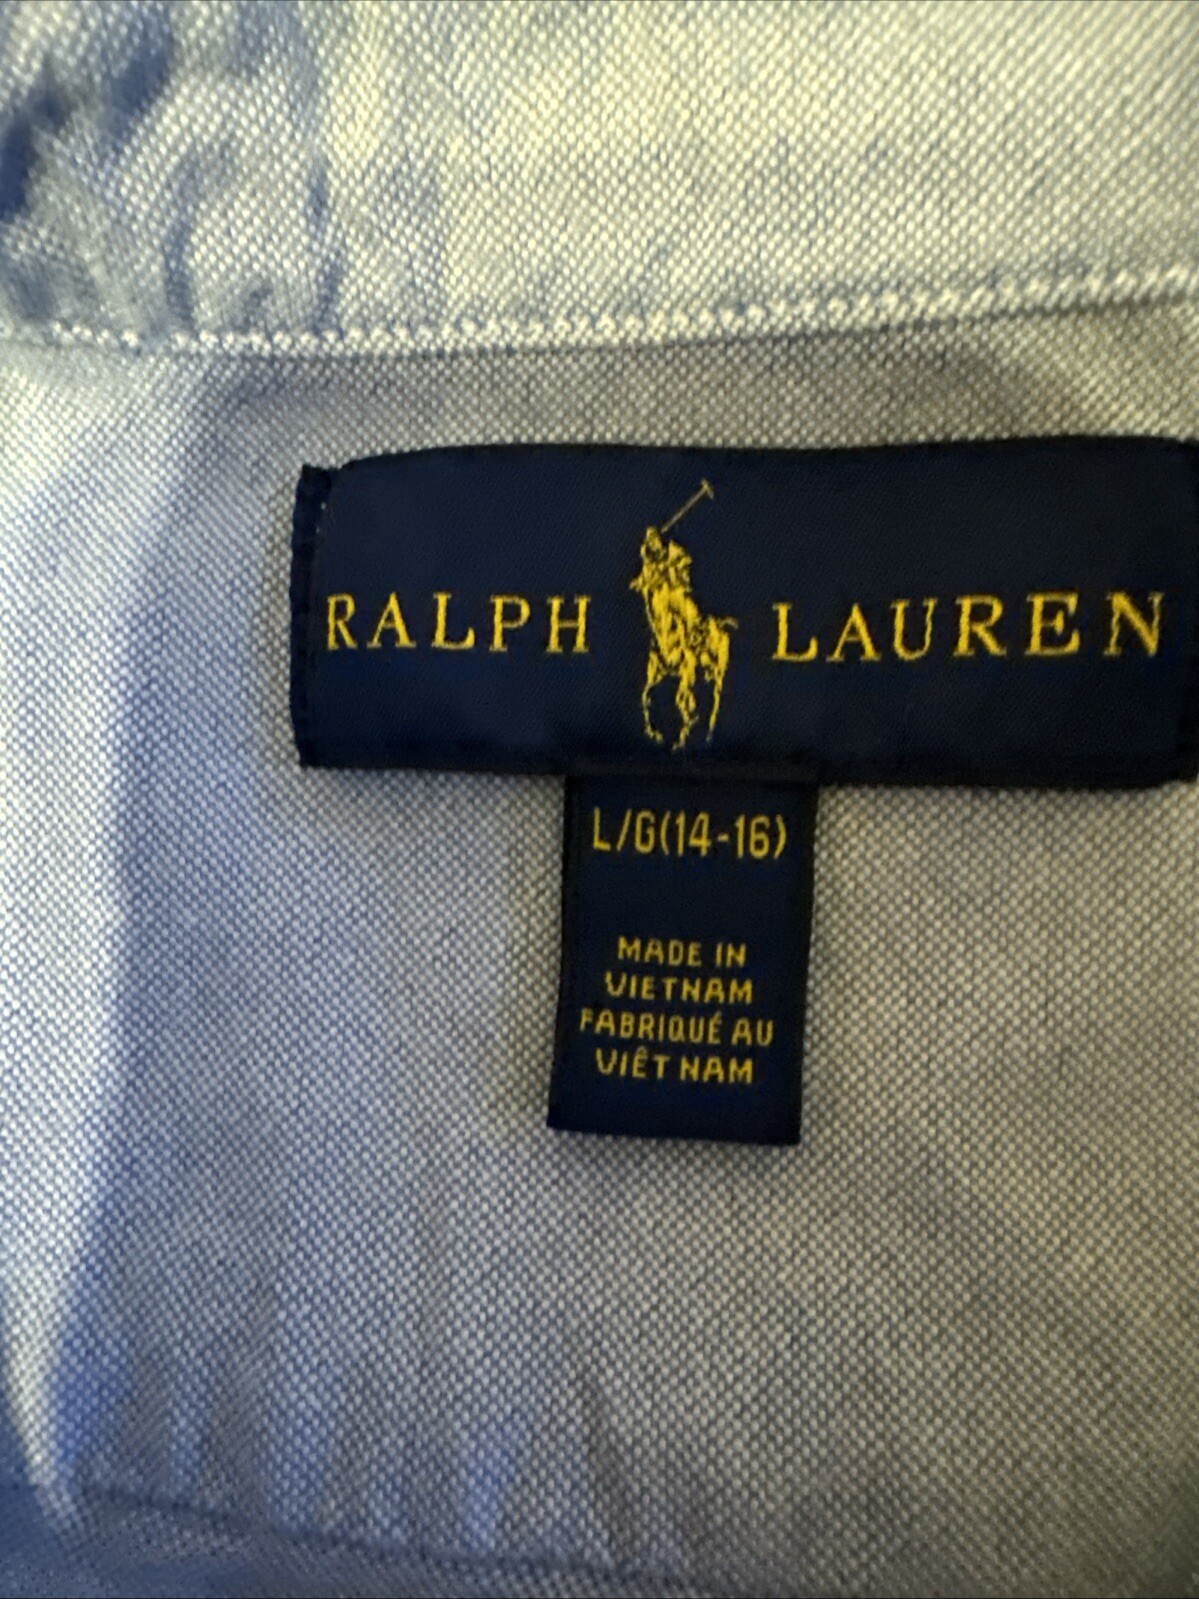 RALPH LAUREN
L/G(14-16)
MADE IN
VIETNAM
FABRIQUÉ AU
VIÊT NAM